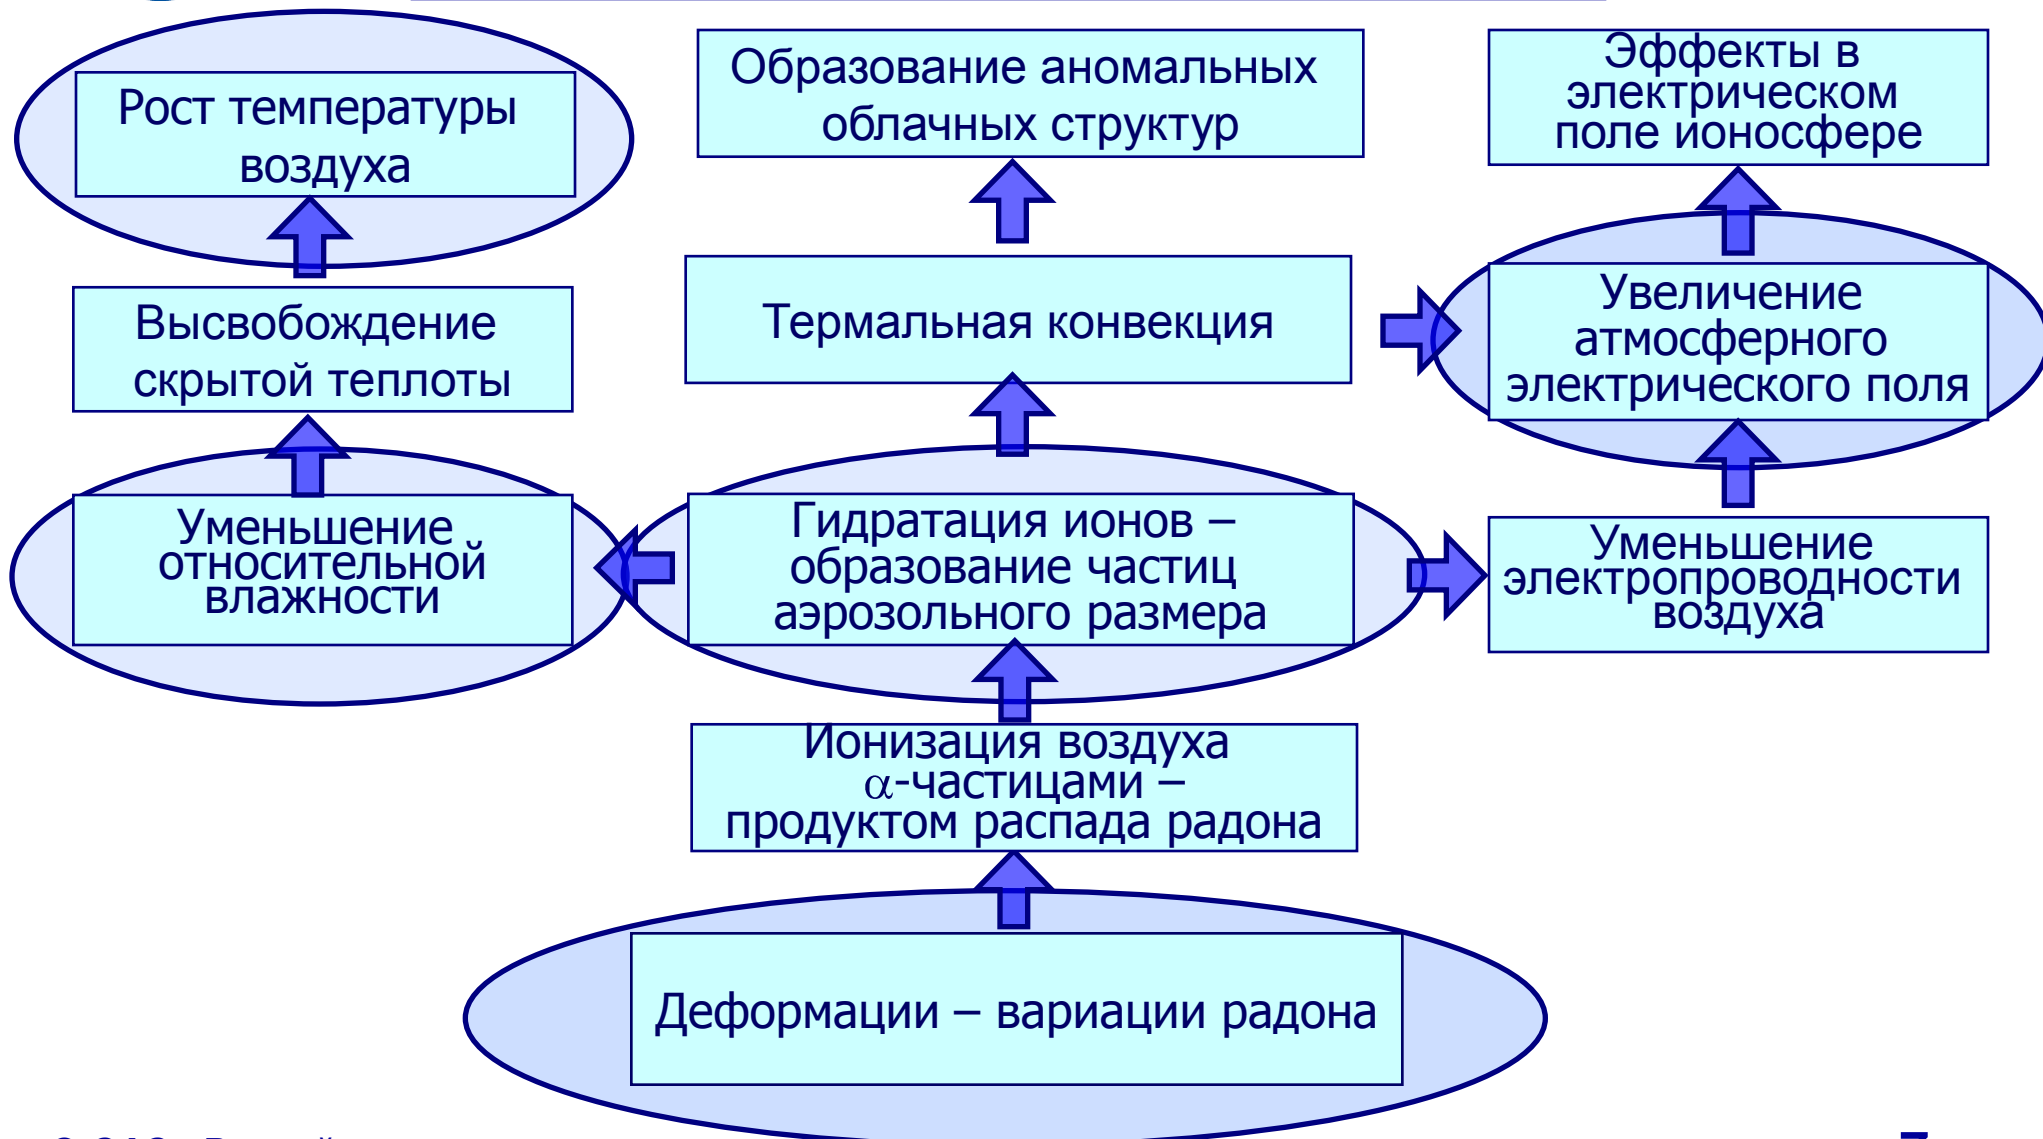 Рост температуры
воздуха
Образование аномальных
облачных структур
Эффекты в
электрическом
поле ионосфере
Высвобождение
скрытой теплоты
Термальная конвекция
Увеличение
атмосферного
электрического поля
Уменьшение
относительной
влажности
Гидратация ионов –
образование частиц
аэрозольного размера
Уменьшение
электропроводности
воздуха
Ионизация воздуха
α-частицами –
продуктом распада радона
Деформации – вариации радона